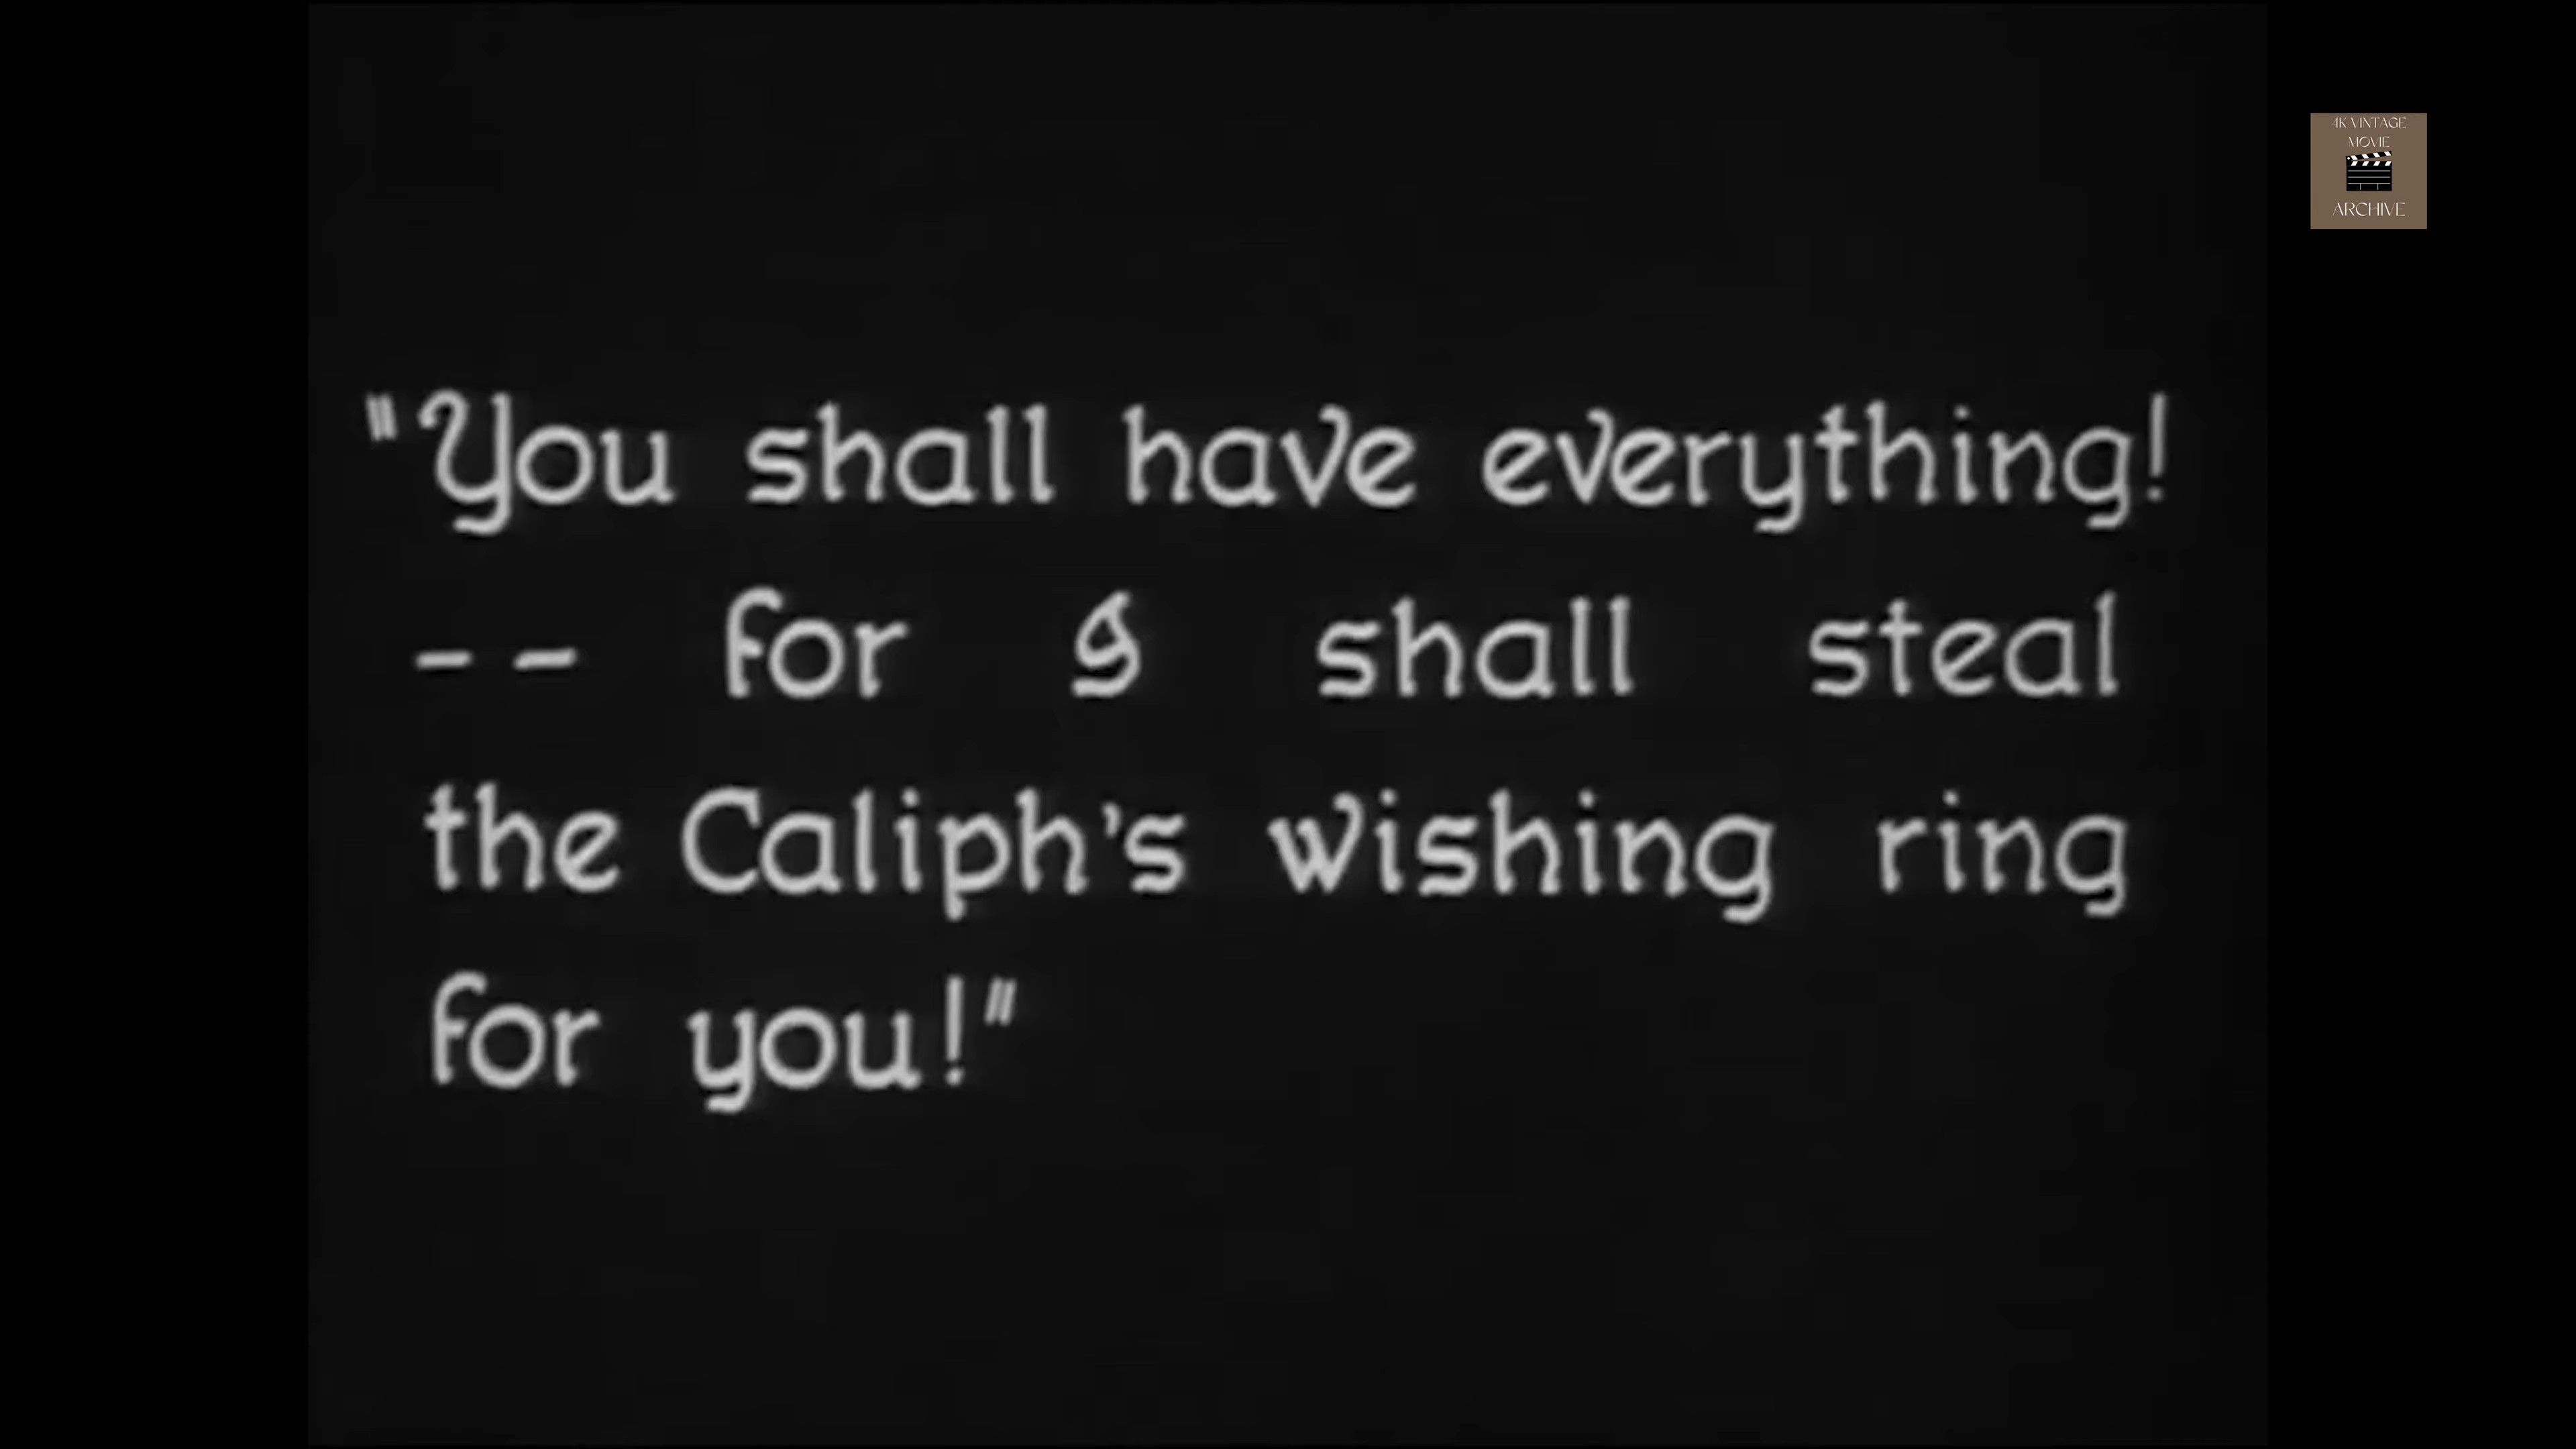 "You shall have everything!
-- for I shall steal
the Caliph's wishing ring
for you!"
4K VINTAGE
MOVIE
ARCHIVE